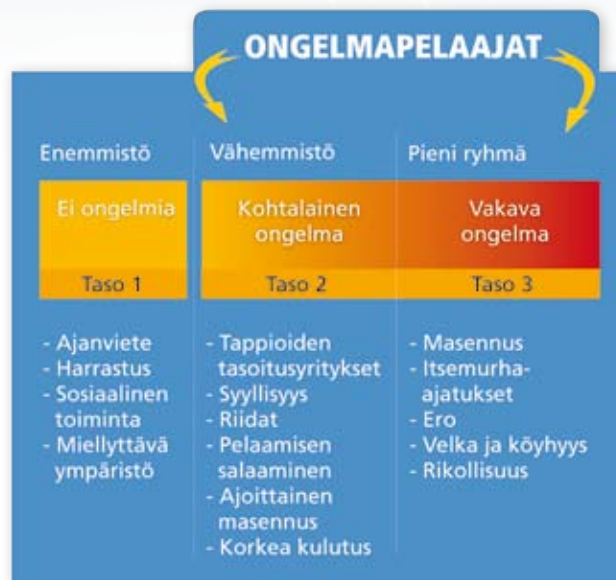 ONGELMAPELAAJAT
Enemmistö
Ei ongelmia
Taso 1
- Ajanviete
- Harrastus
- Sosiaalinen
toiminta
- Miellyttävä
ympäristö
Vähemmistö
Kohtalainen
ongelma
Taso 2
- Tappioiden
tasoitusyritykset
- Syyllisyys
- Riidat
- Pelaamisen
salaaminen
- Ajoittainen
masennus
- Korkea kulutus
Pieni ryhmä
Vakava
ongelma
Taso 3
- Masennus
- Itsemurha-
ajatukset
- Ero
- Velka ja köyhyys
- Rikollisuus